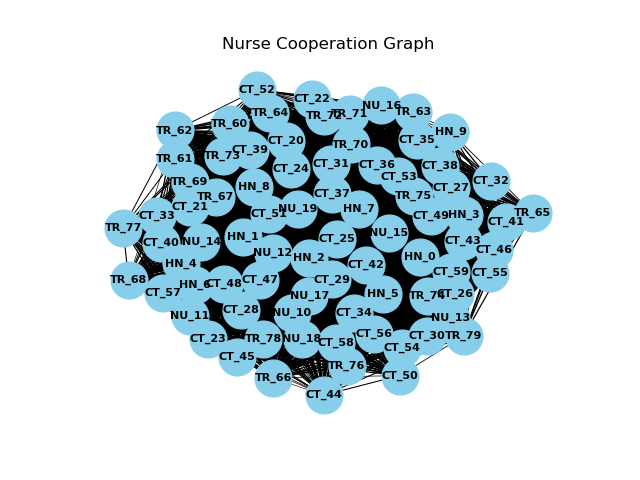 Nurse Cooperation Graph
CT_52
CT_22
NU_16
TR_64
TR_72
TR_71
TR_63
TR_60
TR_62
HN_9
CT_20
CT_35
TR_70
CT_39
TR_73
TR_61
CT_31
CT_36
CT_38
CT_24
CT_53
TR_69
CT_32
HN_8
CT_27
TR_67
CT_37
TR_75
CT_21
NU_19
HN_7
CT_51
CT_33
CT_49
HN_3
TR_65
CT_41
TR_77
NU_15
HN_1
CT_25
CT_40
NU_14
CT_43
CT_46
NU_12
HN_2
HN_0
HN_4
CT_42
CT_59
CT_55
TR_68
CT_47
CT_29
HN_6
CT_48
CT_57
NU_17
HN_5
TR_74
CT_26
CT_28
NU_10
CT_34
NU_11
NU_13
CT_23
TR_78
NU_18
CT_58
CT_56
CT_30
TR_79
CT_54
CT_45
TR_76
TR_66
CT_50
CT_44